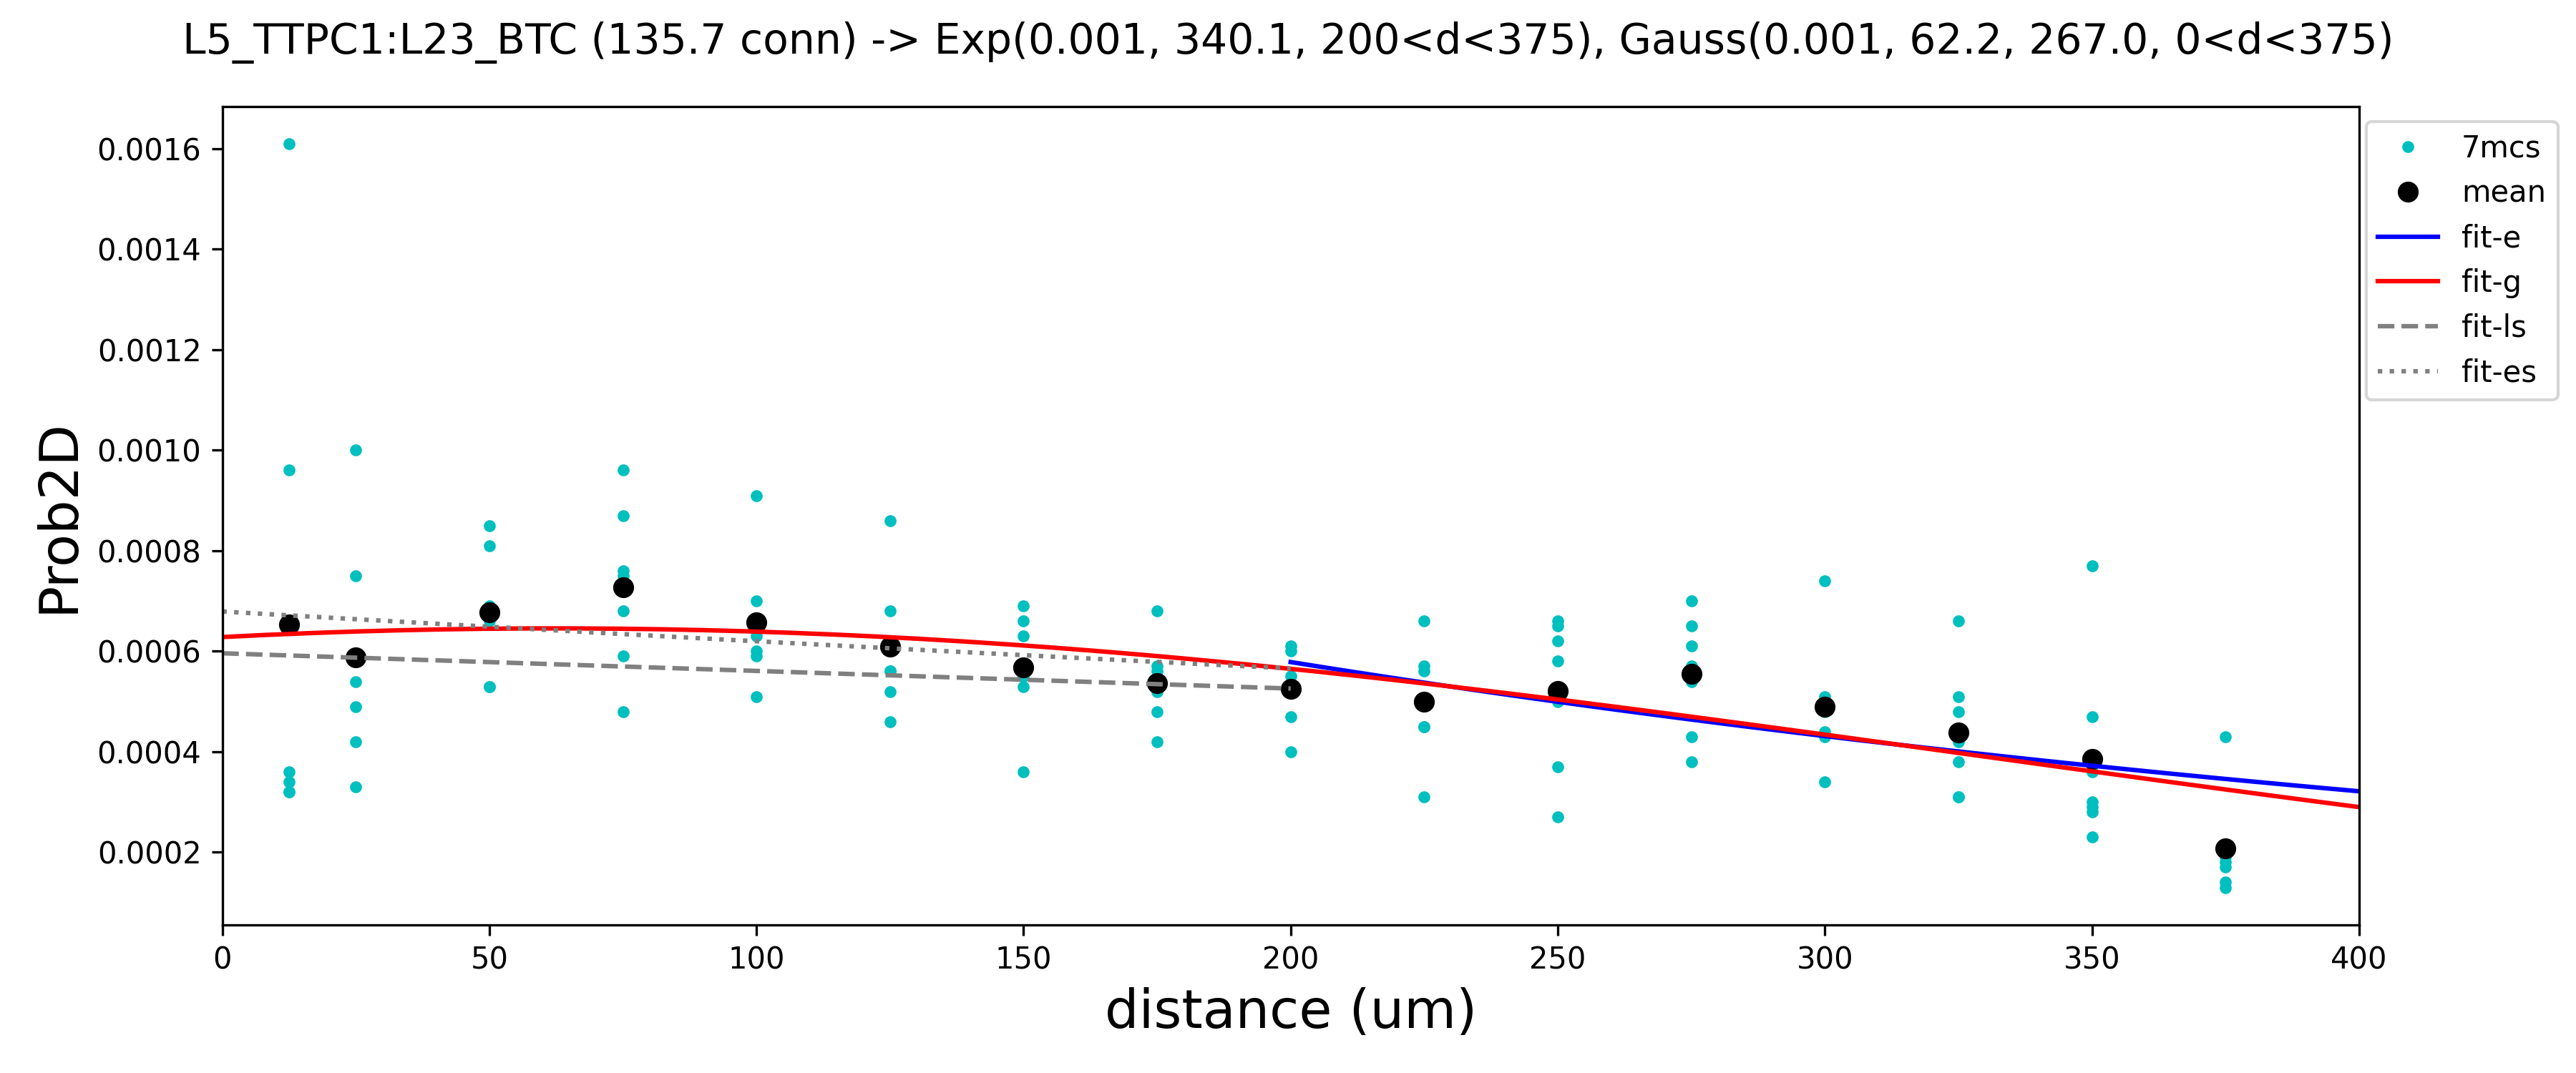 L5_TTPC1:L23_BTC (135.7 conn) -> Exp(0.001, 340.1, 200<d<375), Gauss(0.001, 62.2, 267.0, 0<d<375)
0.0016
0.0014
0.0012
0.0010
0.0008
0.0006
0.0004
0.0002
Prob2D
0 50 100 150 200 250 300 350 400
distance (um)
7mcs
mean
fit-e
fit-g
fit-ls
fit-es